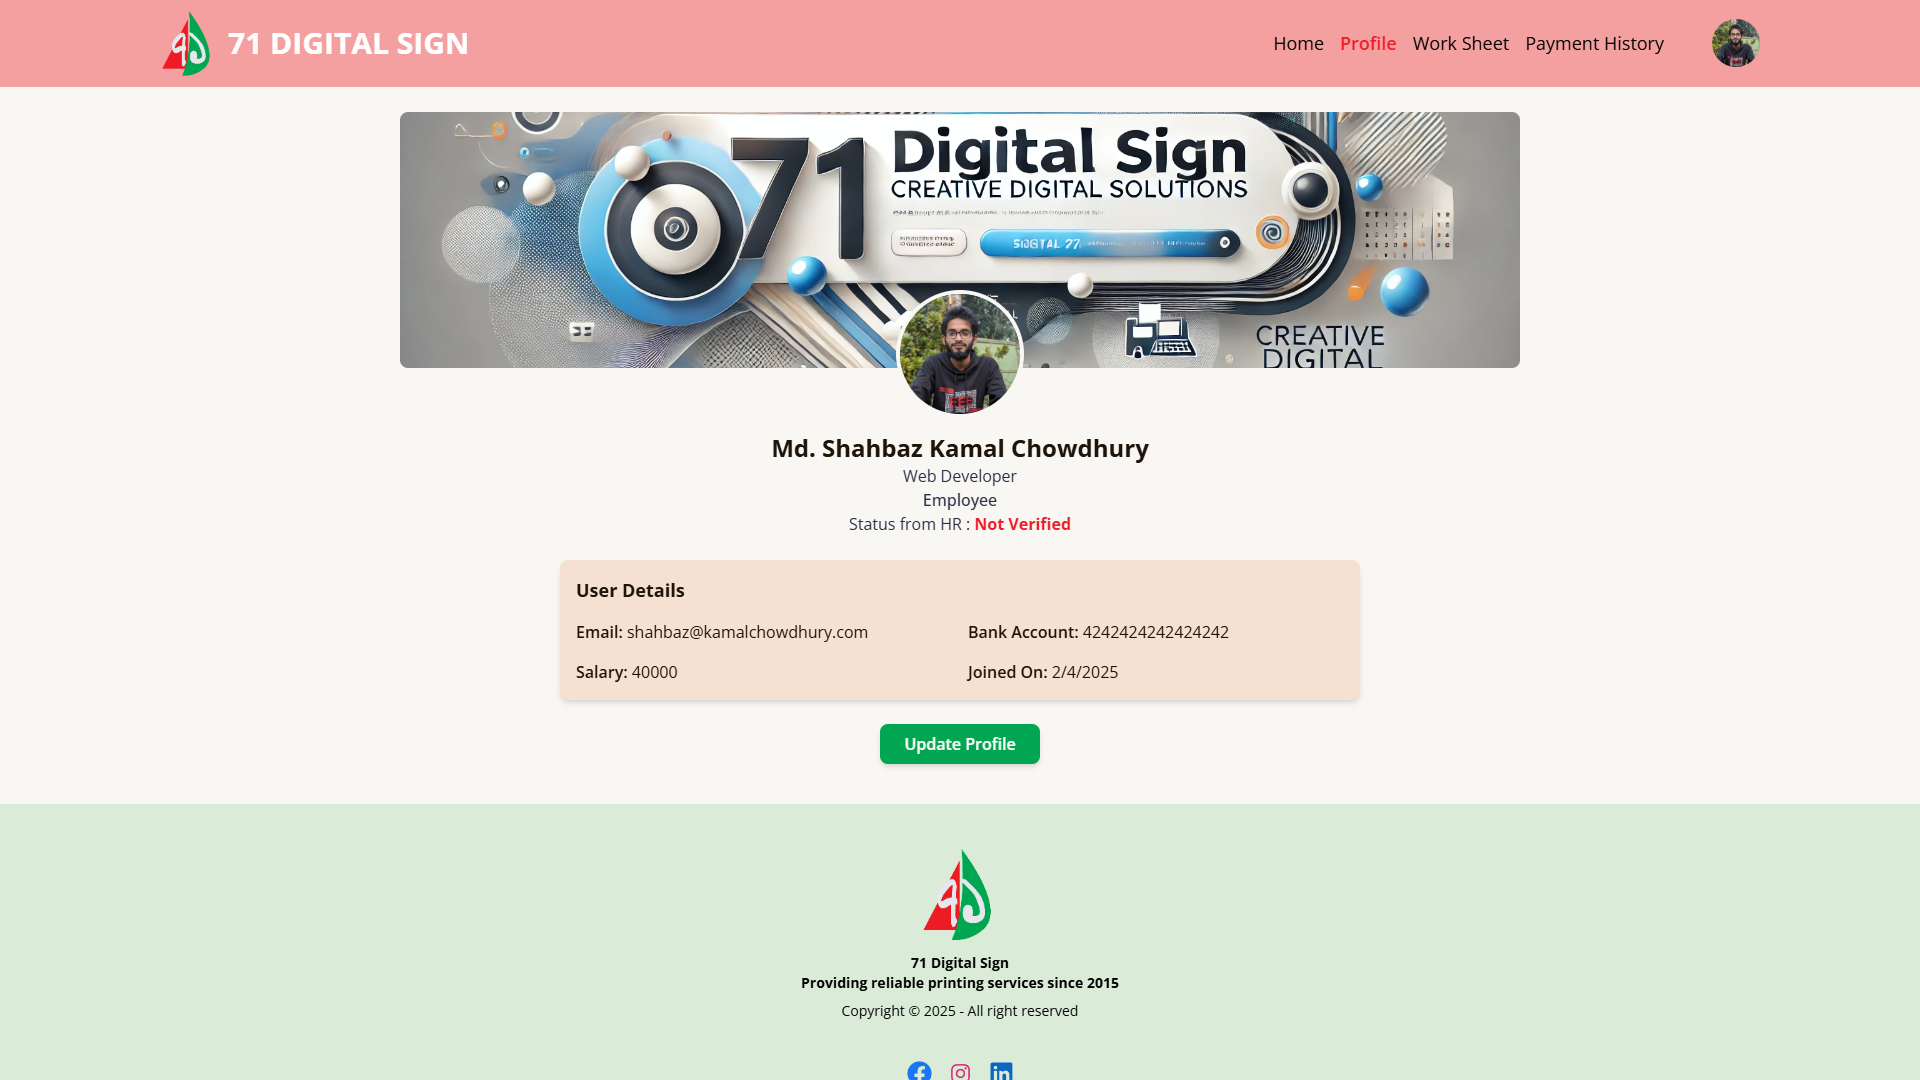 71 DIGITAL SIGN
Home Profile Work Sheet Payment History
71
Digital Sign
CREATIVE DIGITAL SOLUTIONS
CREATIVE
DIGITAL
Md. Shahbaz Kamal Chowdhury
Web Developer
Employee
Status from HR : Not Verified
User Details
Email: shahbaz@kamalchowdhury.com
Bank Account: 4242424242424242
Salary: 40000
Joined On: 2/4/2025
Update Profile
71 Digital Sign
Providing reliable printing services since 2015
Copyright © 2025 - All right reserved